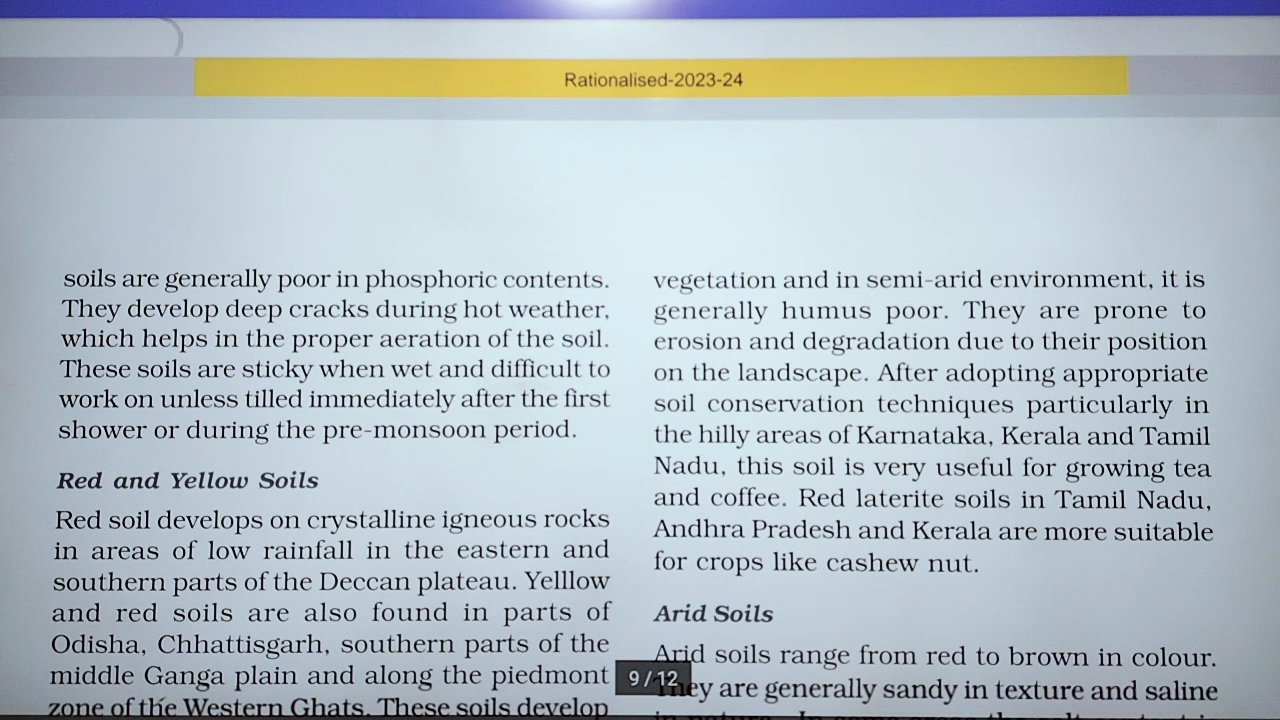 Rationalised-2023-24
soils are generally poor in phosphoric contents.
They develop deep cracks during hot weather,
which helps in the proper aeration of the soil.
These soils are sticky when wet and difficult to
work on unless tilled immediately after the first
shower or during the pre-monsoon period.
Red and Yellow Soils
Red soil develops on crystalline igneous rocks
in areas of low rainfall in the eastern and
southern parts of the Deccan plateau. Yelllow
and red soils are also found in parts of
Odisha, Chhattisgarh, southern parts of the
middle Ganga plain and along the piedmont
zone of the Western Ghats. These soils develop
vegetation and in semi-arid environment, it is
generally humus poor. They are prone to
erosion and degradation due to their position
on the landscape. After adopting appropriate
soil conservation techniques particularly in
the hilly areas of Karnataka, Kerala and Tamil
Nadu, this soil is very useful for growing tea
and coffee. Red laterite soils in Tamil Nadu,
Andhra Pradesh and Kerala are more suitable
for crops like cashew nut.
Arid Soils
Arid soils range from red to brown in colour.
They are generally sandy in texture and saline
9/12